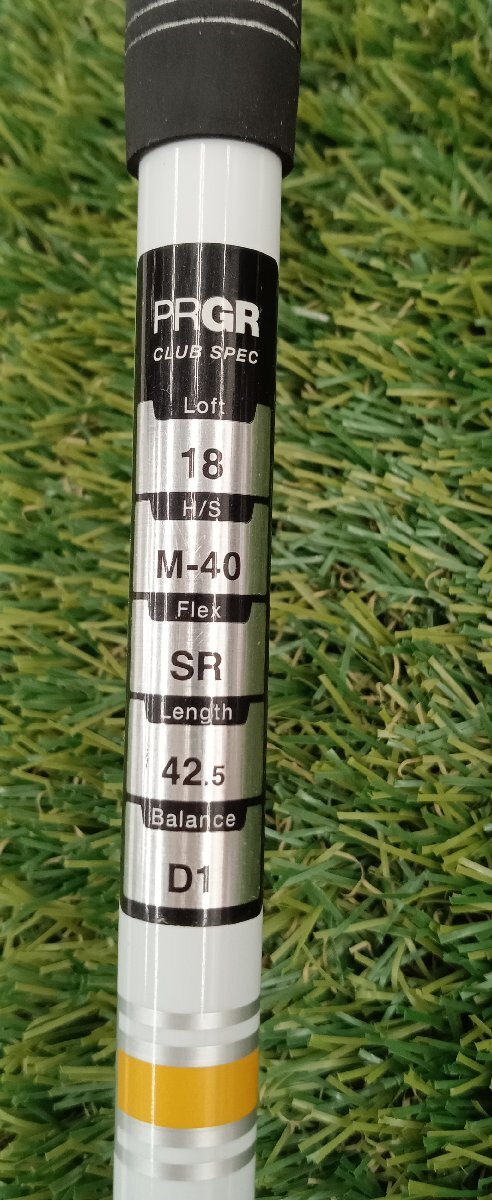 PRGR
CLUB SPEC
Loft
18
H/S
M-40
Flex
SR
Length
42.5
Balance
D1